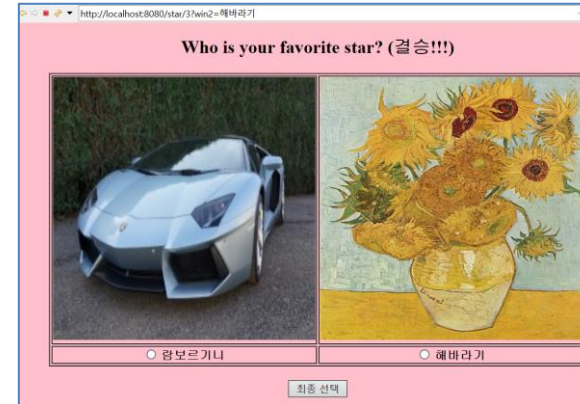 http://localhost:8080/star/3?win2=해바라기
Who is your favorite star? (결승!!!)
람보르기니
해바라기
최종 선택